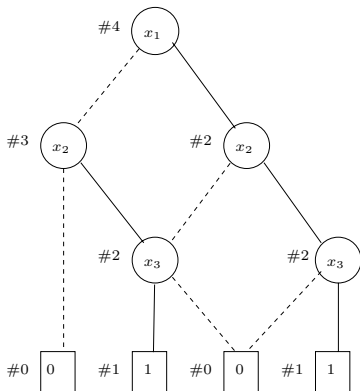 #4 x₁
#3 x₂ #2 x₂
#2 x₃ #2 x₃
#0 0 #1 1 #0 0 #1 1